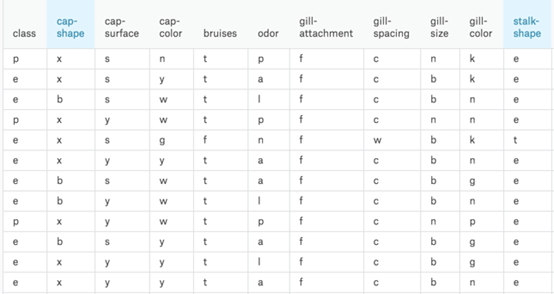 class cap-shape cap-surface cap-color bruises odor gill-attachment gill-spacing gill-size gill-color stalk-shape
p x s n t p f c n k e
e x s y t a f c b k e
e b s w t l f c b n e
p x y w t p f c n n e
e x s g f n f w b k t
e x y y t a f c b n e
e b s w t a f c b g e
e b y w t l f c b n e
p x y w t p f c n p e
e b s y t a f c b g e
e x y y t l f c b g e
e x y y t a f c b n e